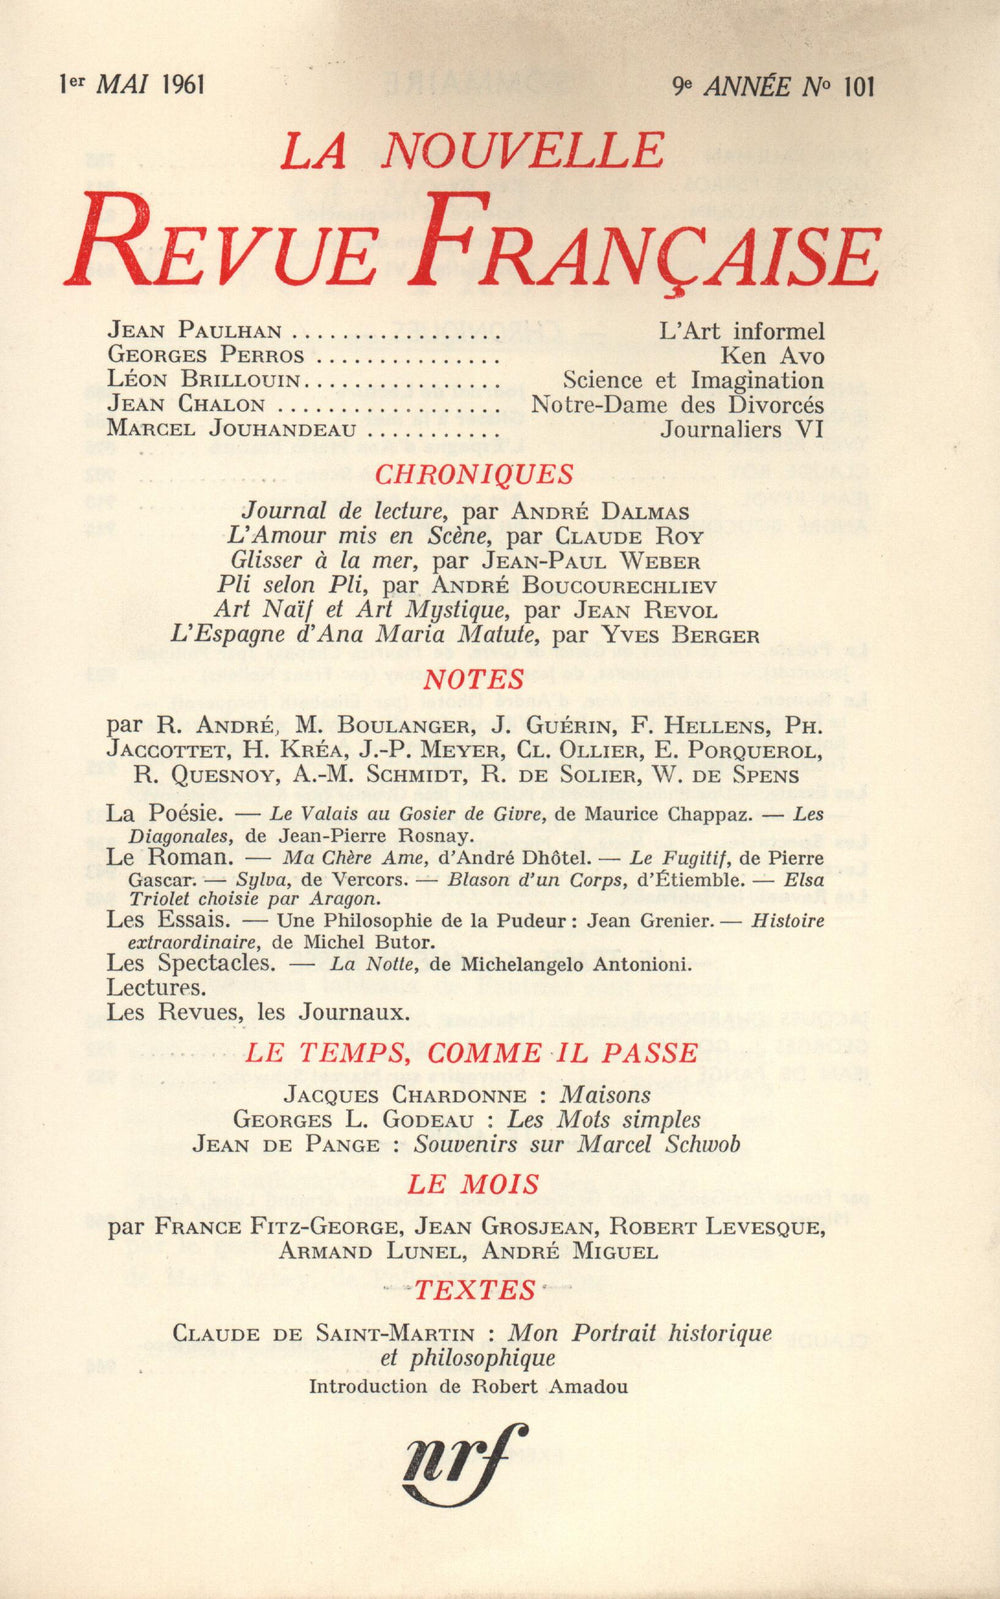 1er MAI 1961 9e ANNÉE No 101
LA NOUVELLE
REVUE FRANÇAISE
JEAN PAULHAN ................. L'Art informel
GEORGES PERROS ............... Ken Avo
LÉON BRILLOUIN................ Science et Imagination
JEAN CHALON .................. Notre-Dame des Divorcés
MARCEL JOUHANDEAU ........... Journaliers VI
CHRONIQUES
Journal de lecture, par ANDRÉ DALMAS
L'Amour mis en Scène, par CLAUDE ROY
Glisser à la mer, par JEAN-PAUL WEBER
Pli selon Pli, par ANDRÉ BOUCOURECHLIEV
Art Naïf et Art Mystique, par JEAN REVOL
L'Espagne d'Ana Maria Matute, par YVES BERGER
NOTES
par R. ANDRÉ, M. BOULANGER, J. GUÉRIN, F. HELLENS, PH.
JACCOTTET, H. KRÉA, J.-P. MEYER, CL. OLLIER, E. PORQUEROL,
R. QUESNOY, A.-M. SCHMIDT, R. DE SOLIER, W. DE SPENS
La Poésie. — Le Valais au Gosier de Givre, de Maurice Chappaz. — Les
Diagonales, de Jean-Pierre Rosnay.
Le Roman. — Ma Chère Ame, d'André Dhôtel. — Le Fugitif, de Pierre
Gascar. — Sylva, de Vercors. — Blason d'un Corps, d'Étiemble. — Elsa
Triolet choisie par Aragon.
Les Essais. — Une Philosophie de la Pudeur : Jean Grenier. — Histoire
extraordinaire, de Michel Butor.
Les Spectacles. — La Notte, de Michelangelo Antonioni.
Lectures.
Les Revues, les Journaux.
LE TEMPS, COMME IL PASSE
JACQUES CHARDONNE : Maisons
GEORGES L. GODEAU : Les Mots simples
JEAN DE PANGE : Souvenirs sur Marcel Schwob
LE MOIS
par FRANCE FITZ-GEORGE, JEAN GROSJEAN, ROBERT LEVESQUE,
ARMAND LUNEL, ANDRÉ MIGUEL
TEXTES
CLAUDE DE SAINT-MARTIN : Mon Portrait historique
et philosophique
Introduction de Robert Amadou
nrf